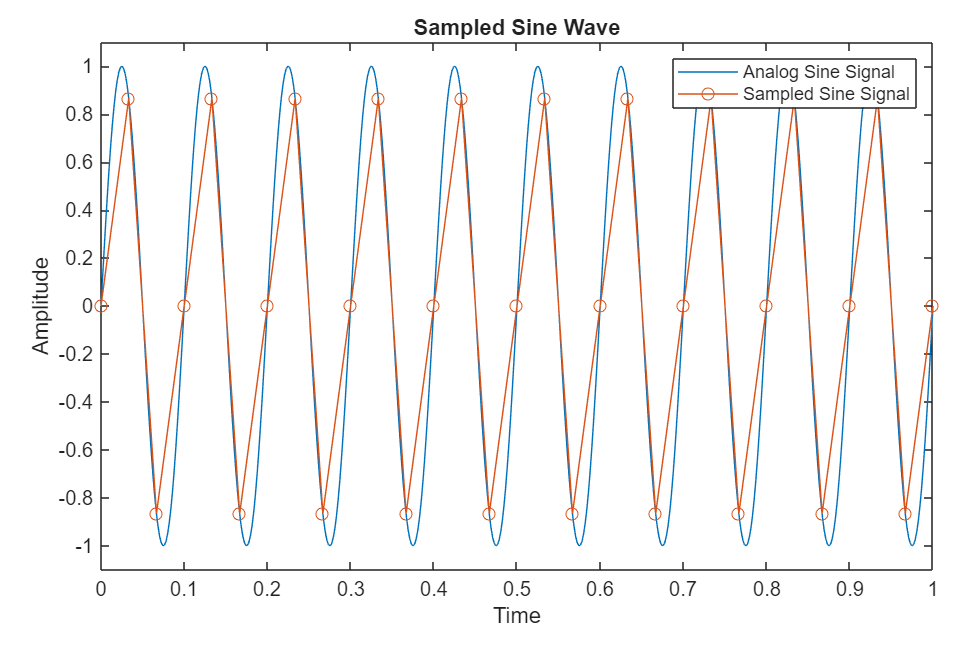 Sampled Sine Wave
Analog Sine Signal
Sampled Sine Signal
1
0.8
0.6
0.4
0.2
0
-0.2
-0.4
-0.6
-0.8
-1
Amplitude
0 0.1 0.2 0.3 0.4 0.5 0.6 0.7 0.8 0.9 1
Time